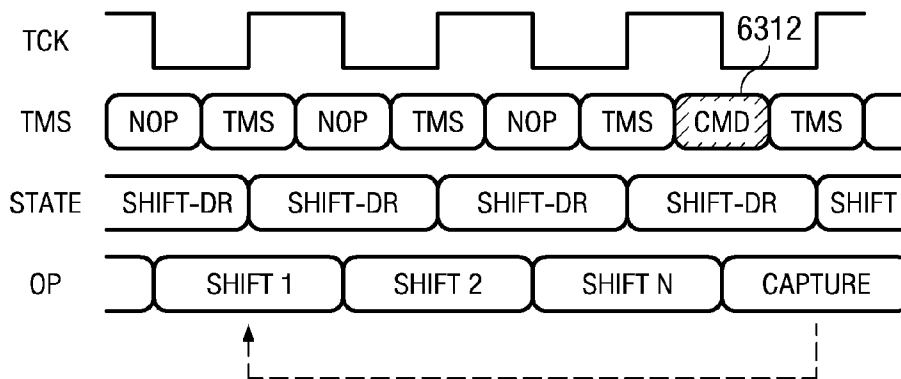 6312
TCK
TMS NOP TMS NOP TMS NOP TMS CMD TMS
STATE SHIFT-DR SHIFT-DR SHIFT-DR SHIFT-DR SHIFT
OP SHIFT 1 SHIFT 2 SHIFT N CAPTURE